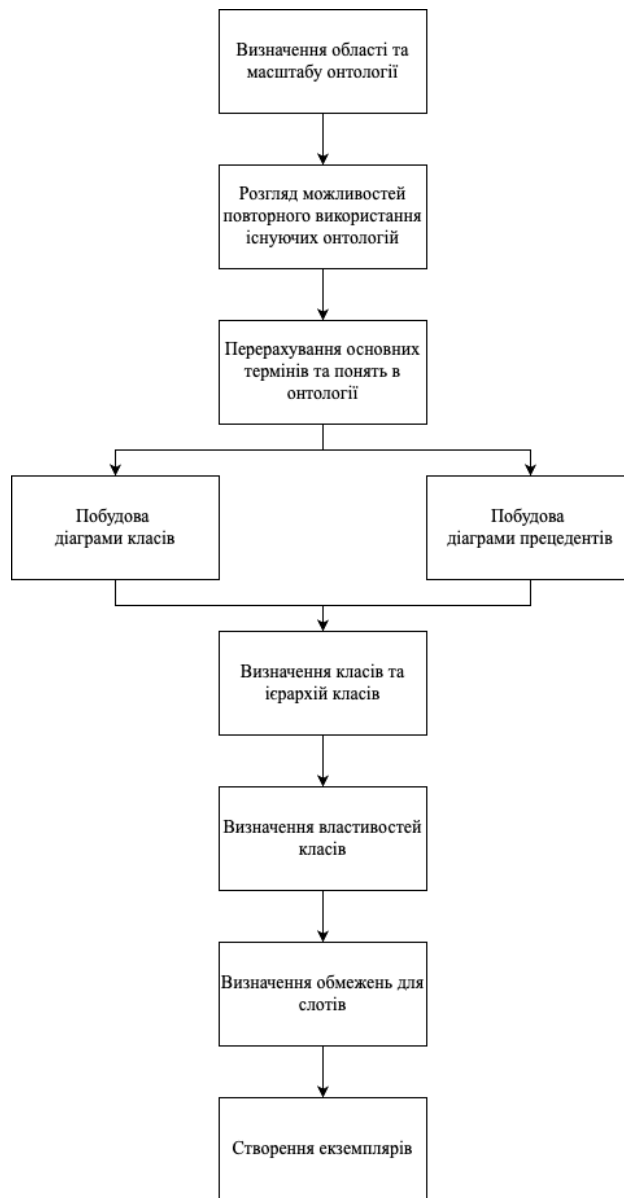 Визначення області та
масштабу онтології
Розгляд можливостей
повторного використання
існуючих онтологій
Перерахування основних
термінів та понять в
онтології
Побудова
діаграми класів
Побудова
діаграми прецедентів
Визначення класів та
ієрархій класів
Визначення властивостей
класів
Визначення обмежень для
слотів
Створення екземплярів